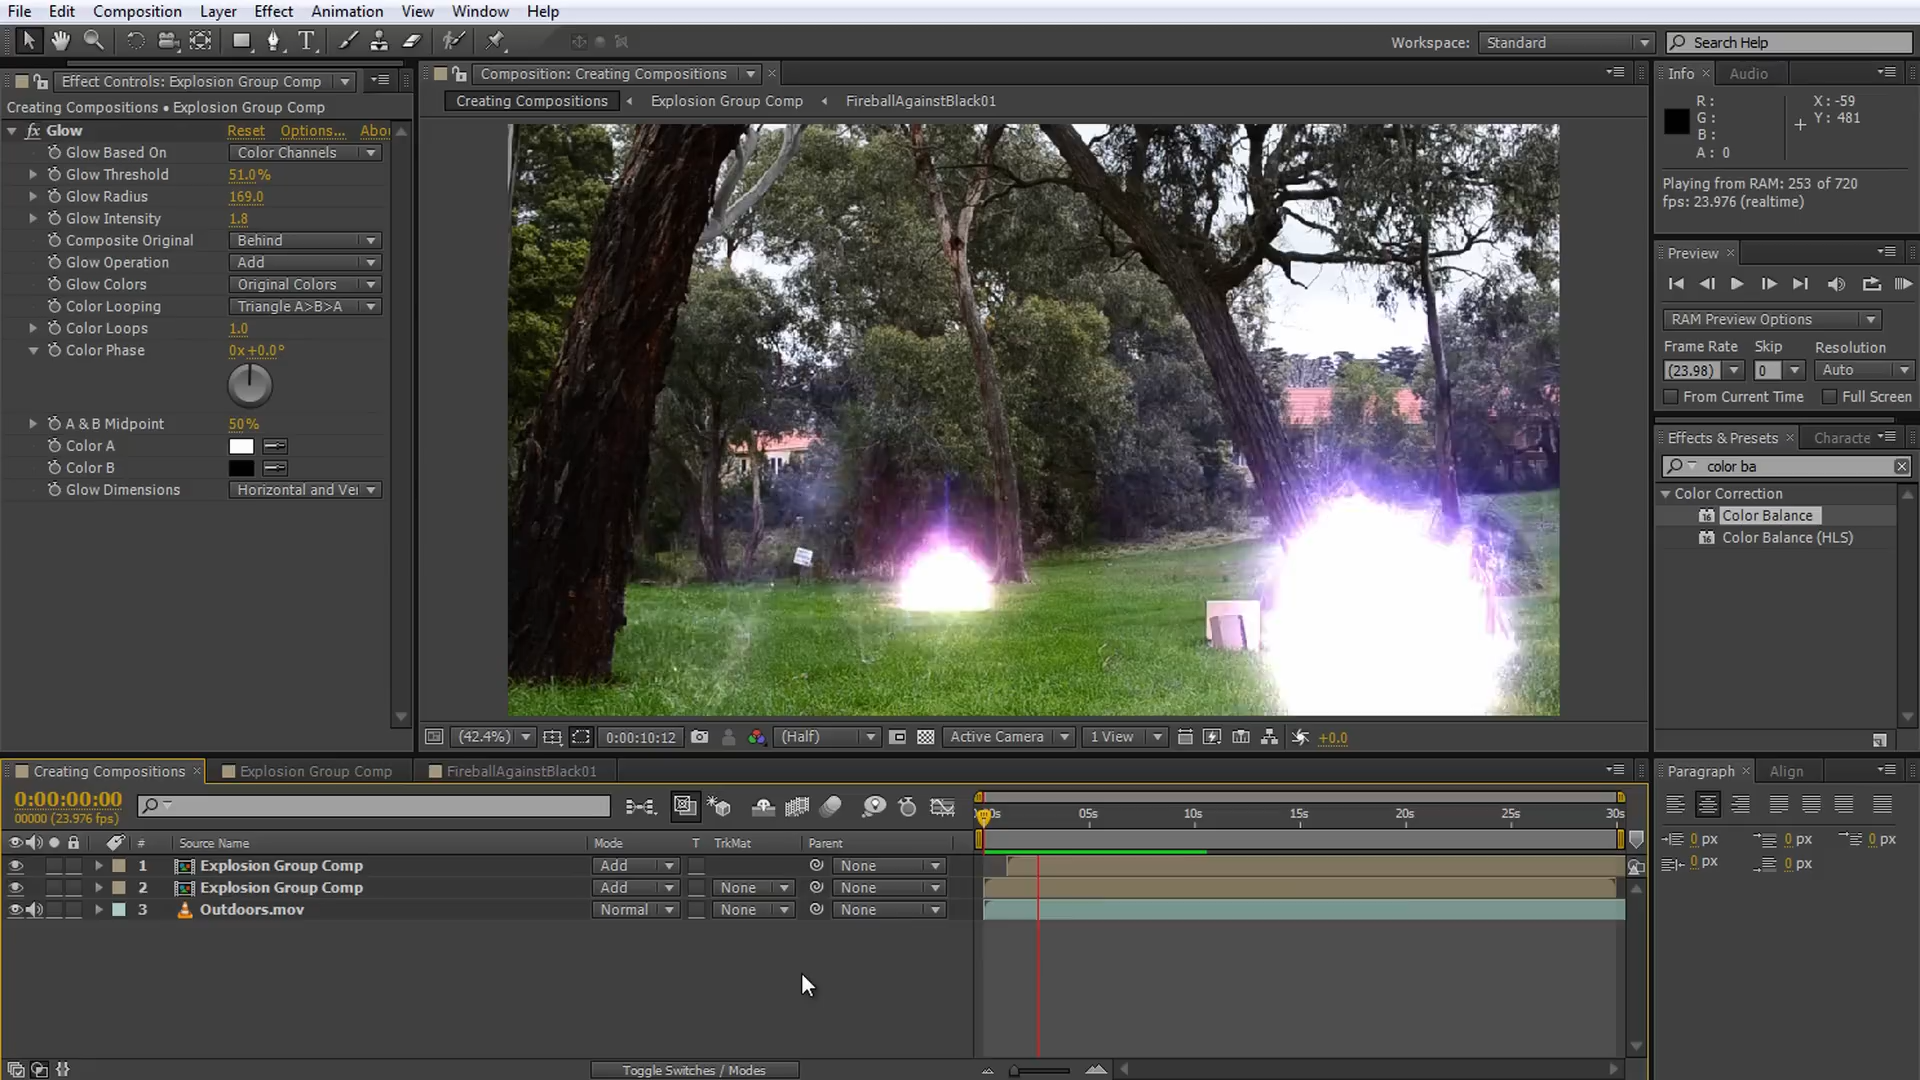 File Edit Composition Layer Effect Animation View Window Help
Workspace: Standard Search Help
Effect Controls: Explosion Group Comp
Composition: Creating Compositions
Info Audio
Creating Compositions • Explosion Group Comp
Creating Compositions Explosion Group Comp FireballAgainstBlack01
R :
G :
B :
A : 0
X : -59
Y : 481
Playing from RAM: 253 of 720
fps: 23.976 (realtime)
fx Glow Reset Options... Abo
Glow Based On Color Channels
Glow Threshold 51.0%
Glow Radius 169.0
Glow Intensity 1.8
Composite Original Behind
Glow Operation Add
Glow Colors Original Colors
Color Looping Triangle A>B>A
Color Loops 1.0
Color Phase 0x+0.0°
A & B Midpoint 50%
Color A
Color B
Glow Dimensions Horizontal and Ver
Preview
RAM Preview Options
Frame Rate Skip Resolution
(23.98) 0 Auto
From Current Time Full Screen
Effects & Presets Characte
color ba
Color Correction
16 Color Balance
16 Color Balance (HLS)
(42.4%) 0:00:10:12 (Half) Active Camera 1 View +0.0
Creating Compositions Explosion Group Comp FireballAgainstBlack01
0:00:00:00
00000 (23.976 fps)
05s 10s 15s 20s 25s 30s
# Source Name Mode T TrkMat Parent
1 Explosion Group Comp Add None
2 Explosion Group Comp Add None None
3 Outdoors.mov Normal None None
Toggle Switches / Modes
Paragraph Align
0 px 0 px 0 px
0 px 0 px